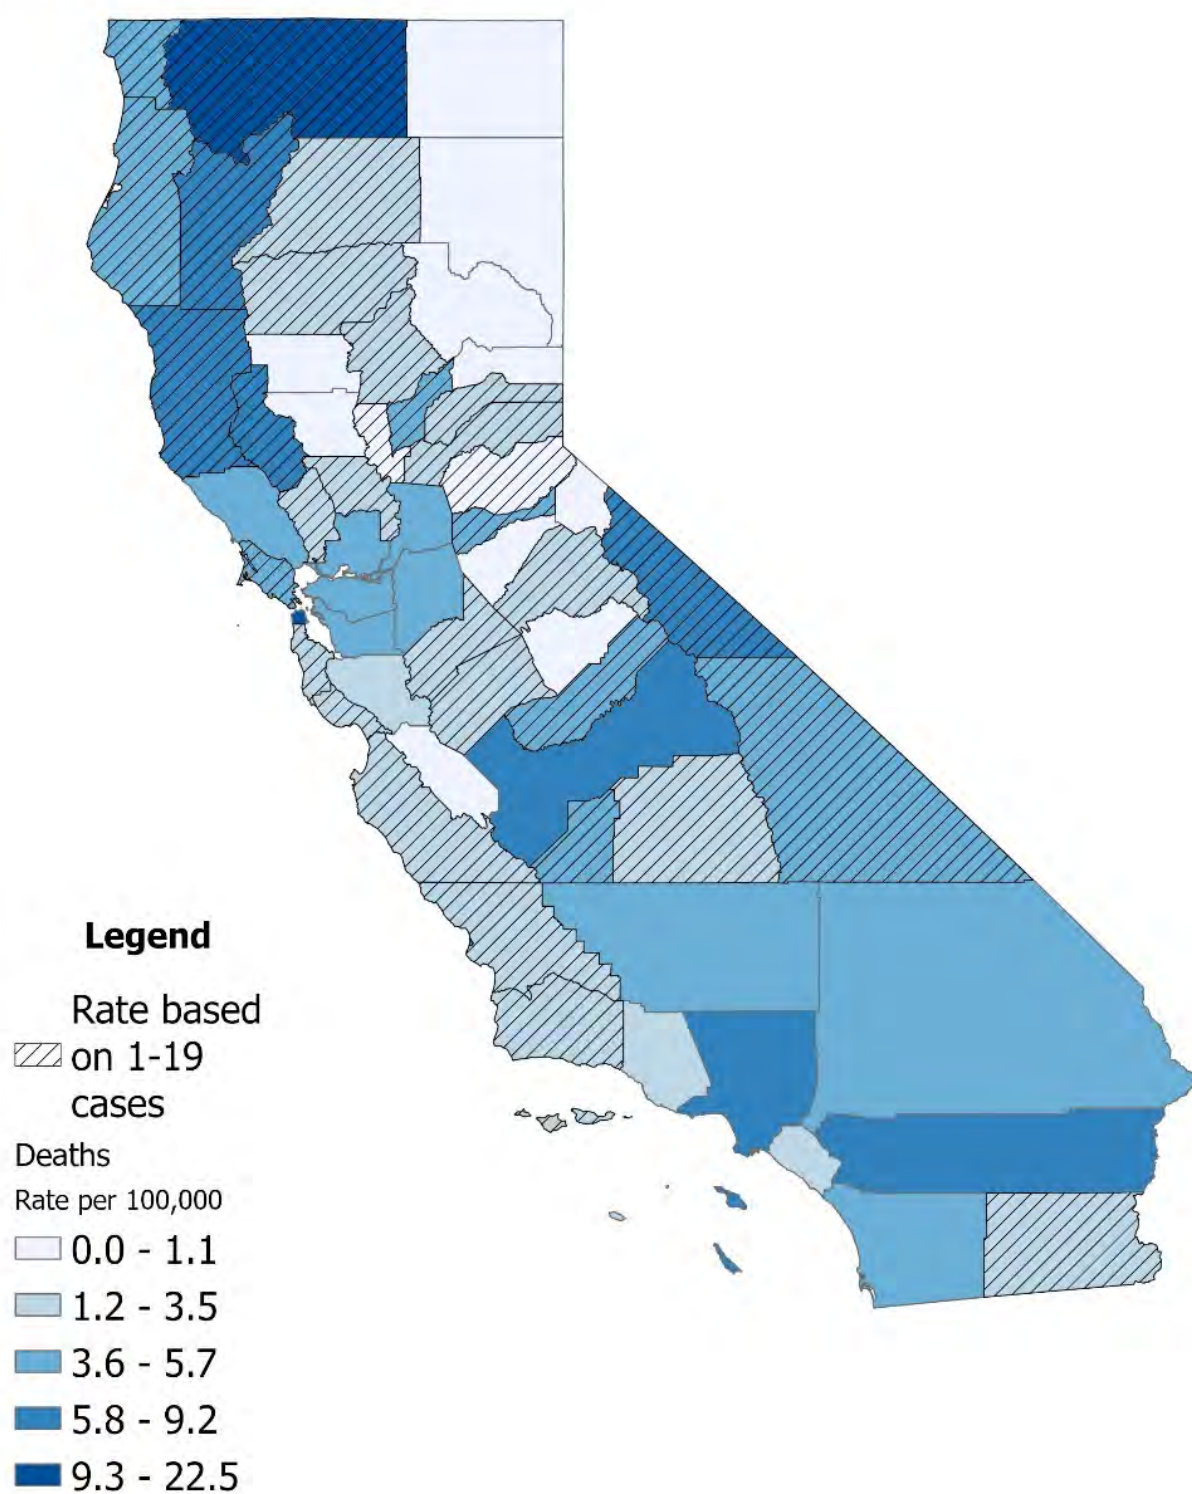 Legend
Rate based
on 1-19
cases
Deaths
Rate per 100,000
0.0 - 1.1
1.2 - 3.5
3.6 - 5.7
5.8 - 9.2
9.3 - 22.5